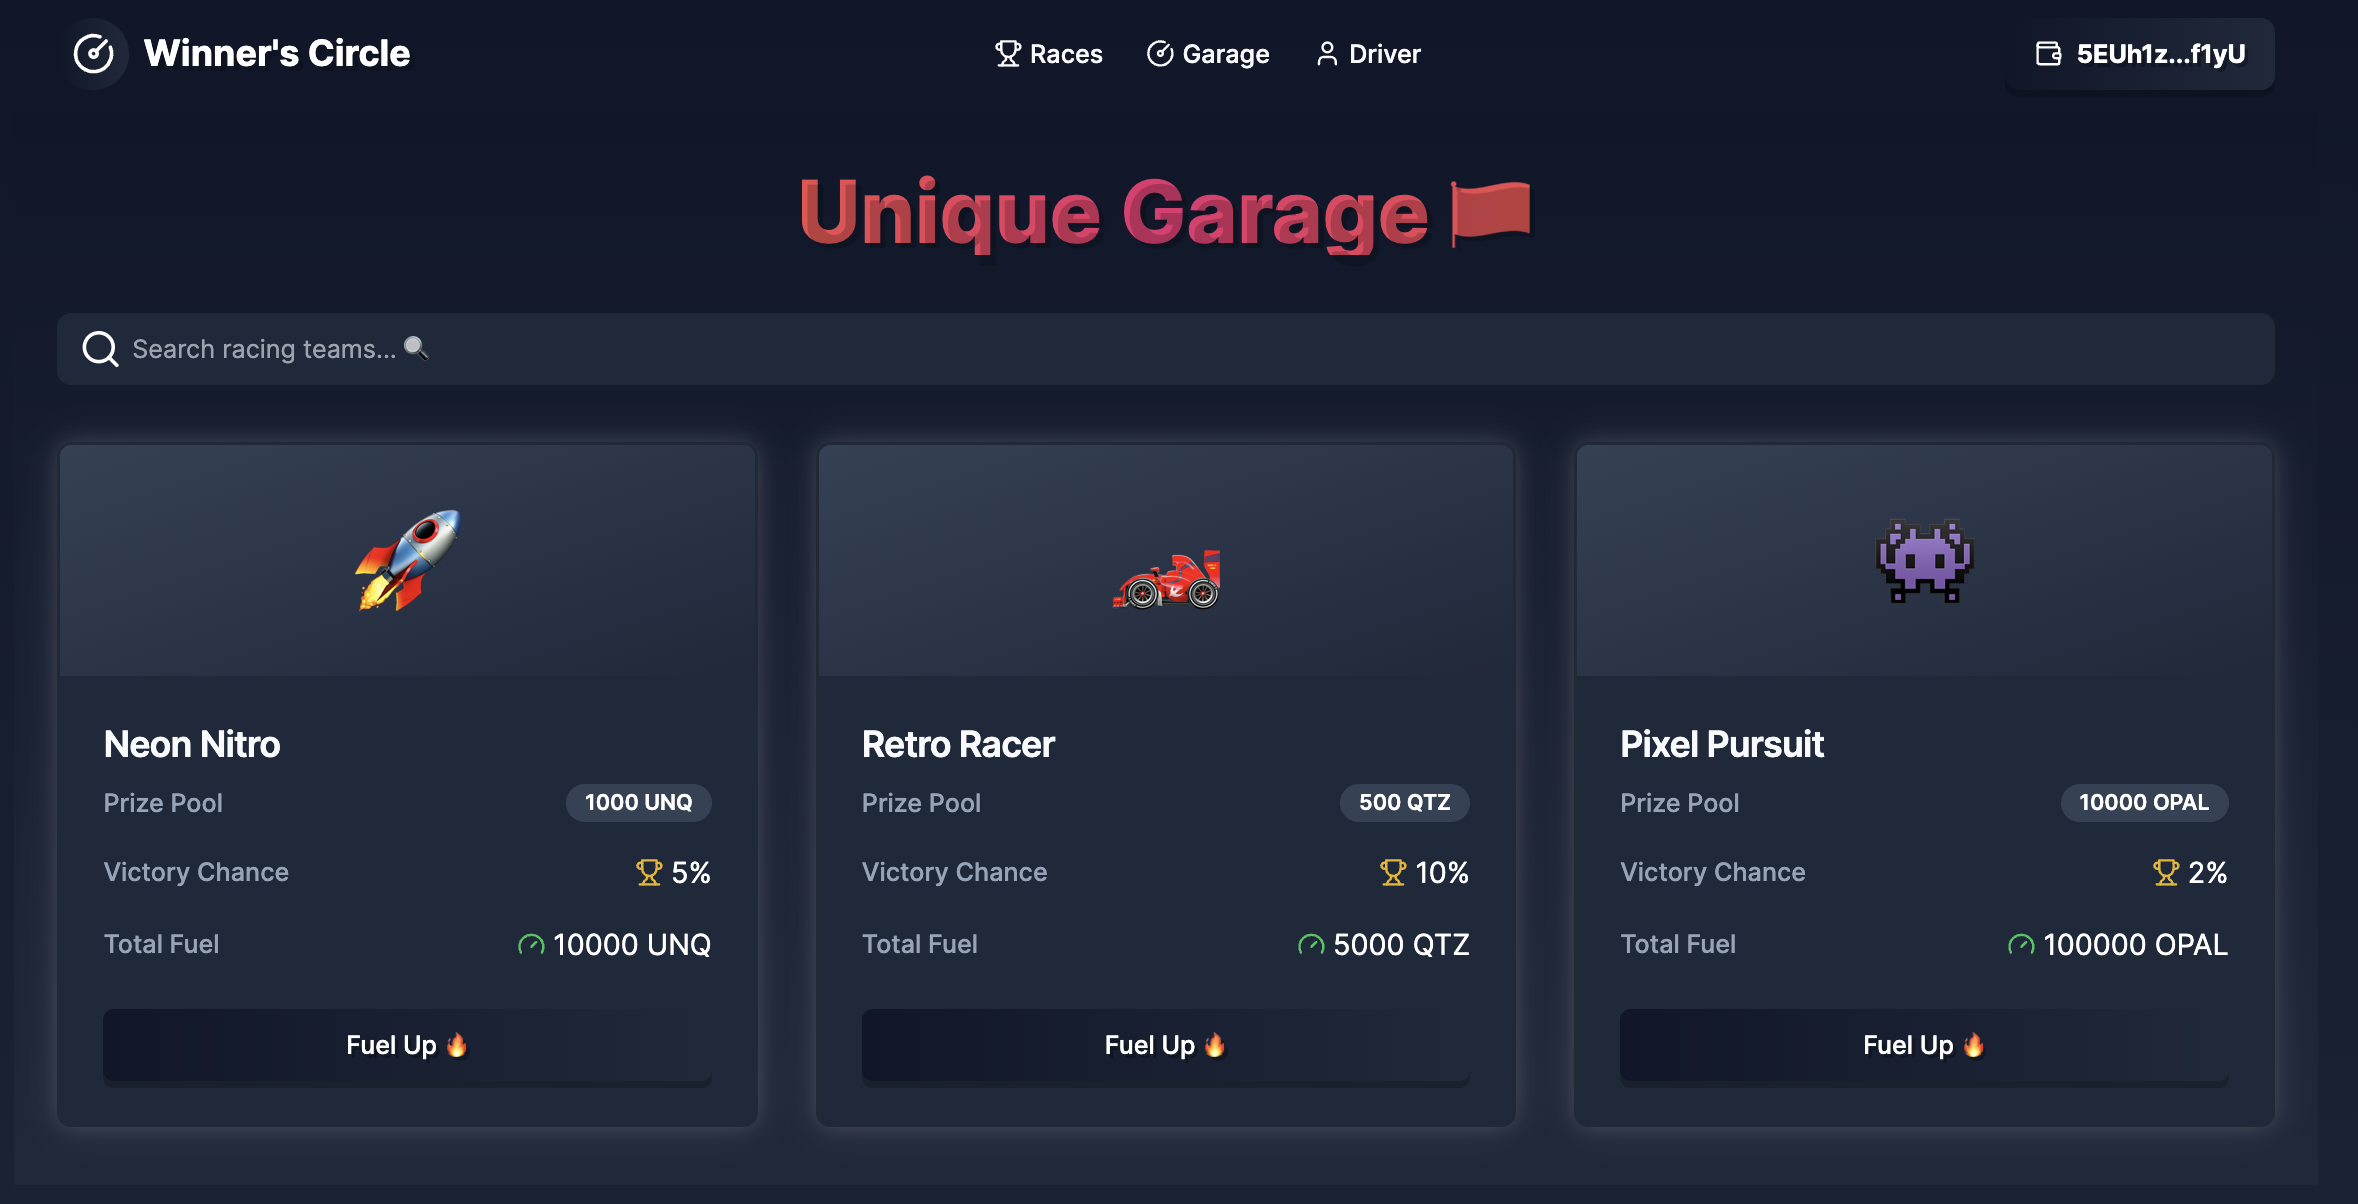 Winner's Circle
Races
Garage
Driver
5EUh1z...f1yU
Unique Garage
Search racing teams...
Neon Nitro
Prize Pool 1000 UNQ
Victory Chance 5%
Total Fuel 10000 UNQ
Fuel Up
Retro Racer
Prize Pool 500 QTZ
Victory Chance 10%
Total Fuel 5000 QTZ
Fuel Up
Pixel Pursuit
Prize Pool 10000 OPAL
Victory Chance 2%
Total Fuel 100000 OPAL
Fuel Up